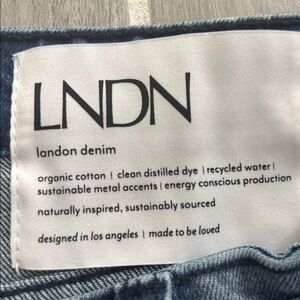 LNDN
landon denim
organic cotton | clean distilled dye | recycled water |
sustainable metal accents | energy conscious production
naturally inspired, sustainably sourced
designed in los angeles | made to be loved